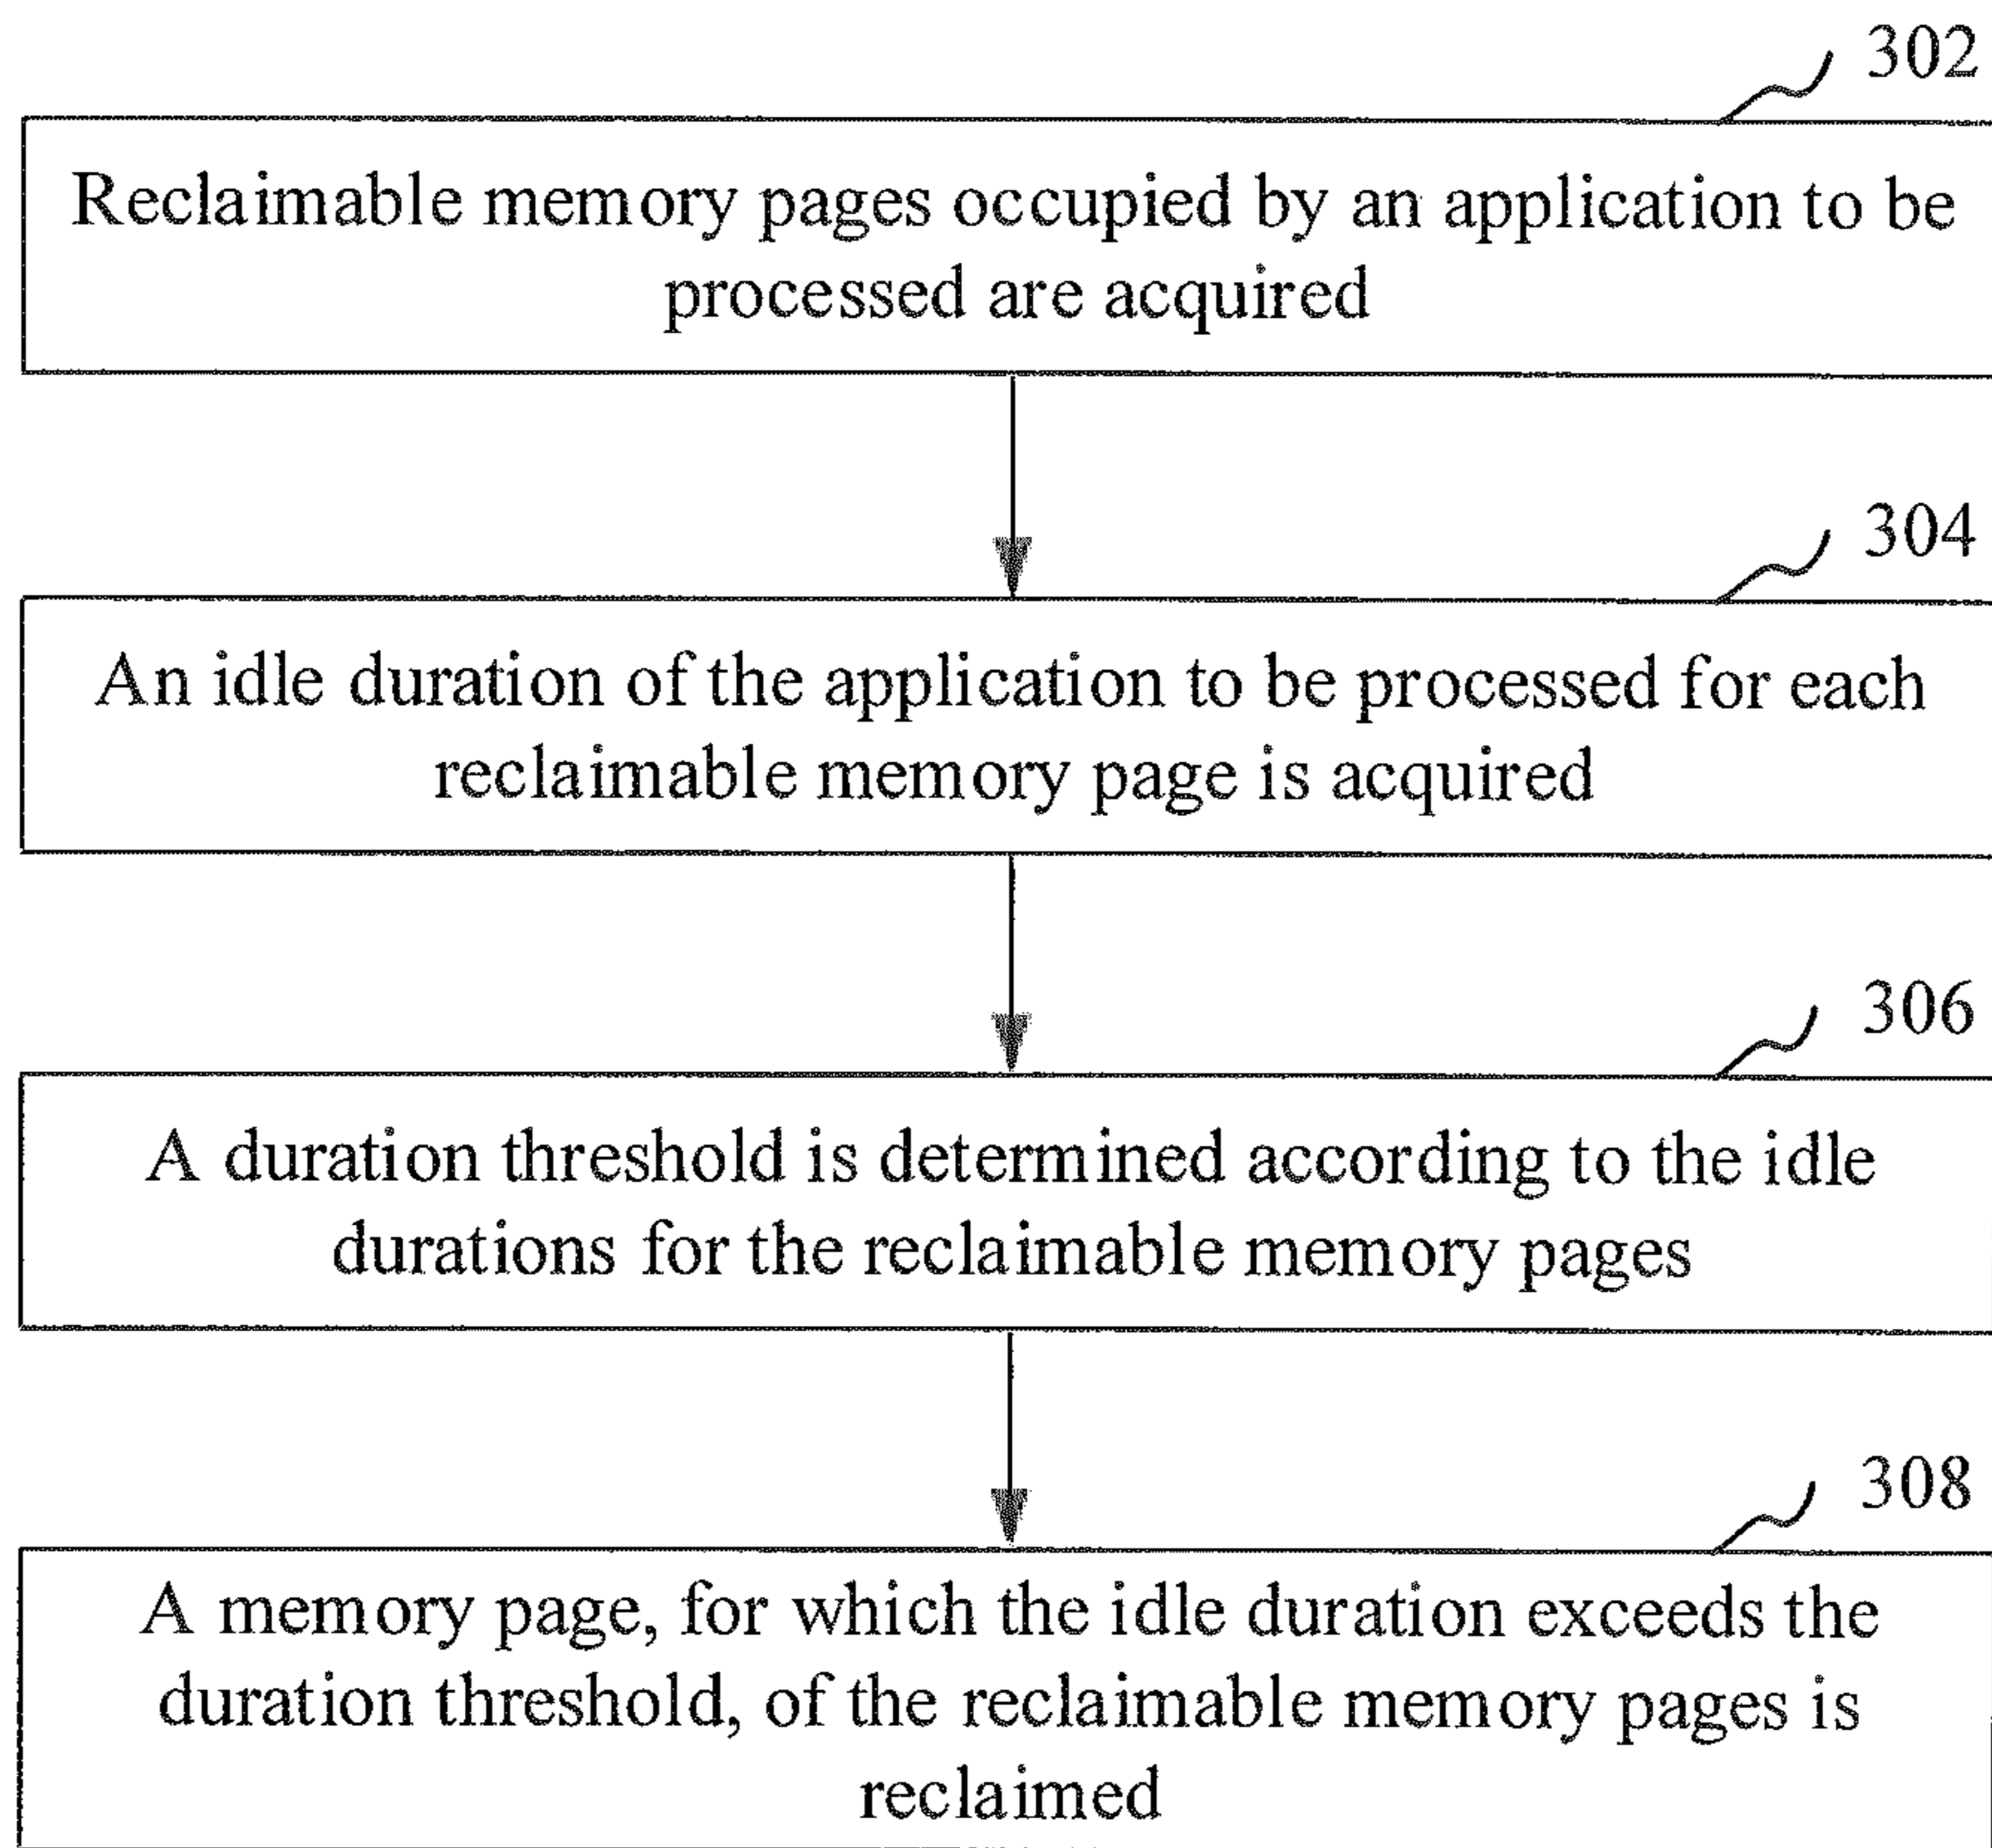 302
Reclaimable memory pages occupied by an application to be
processed are acquired
304
An idle duration of the application to be processed for each
reclaimable memory page is acquired
306
A duration threshold is determined according to the idle
durations for the reclaimable memory pages
308
A memory page, for which the idle duration exceeds the
duration threshold, of the reclaimable memory pages is
reclaimed